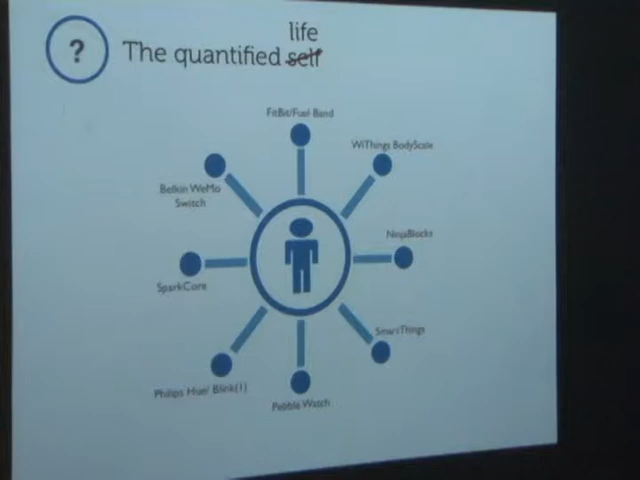 ?
life
The quantified self
FitBit/Fuel Band
WiThings BodyScale
Belkin WeMo
Switch
NinjaBlocks
SparkCore
SmartThings
Philips Hue/ Blink(1)
Pebble Watch